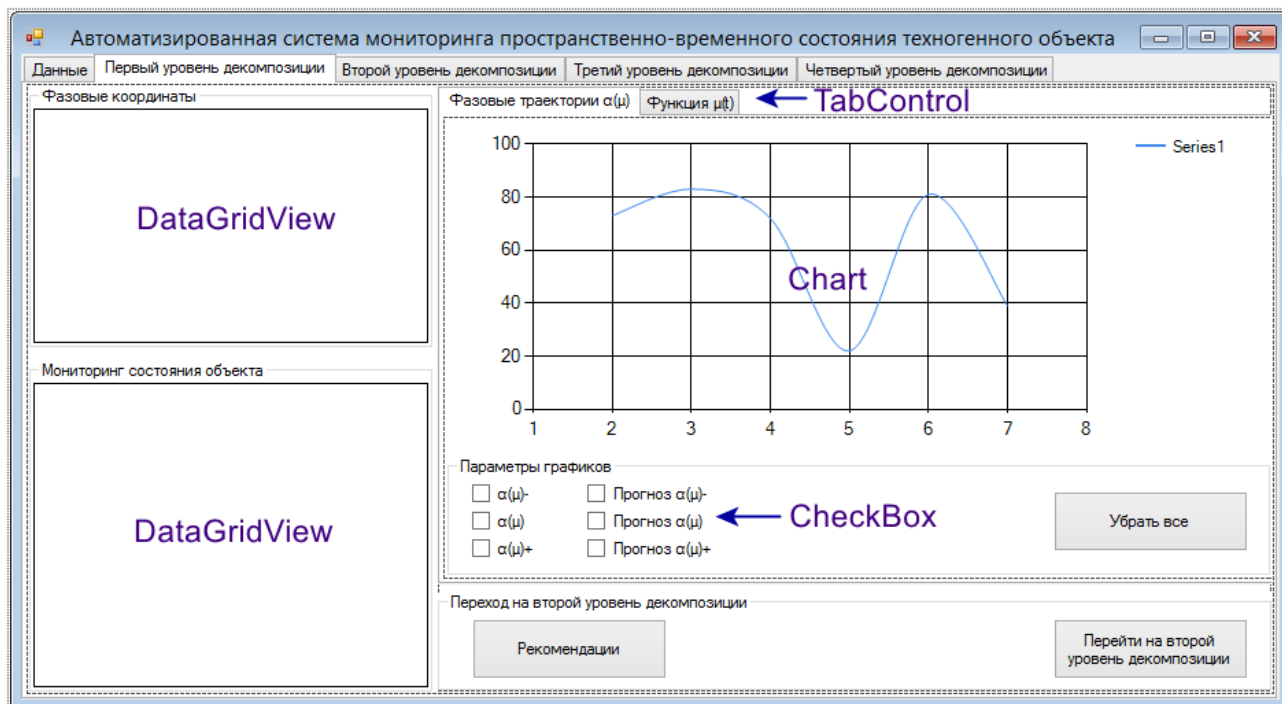 Автоматизированная система мониторинга пространственно-временного состояния техногенного объекта
Данные
Первый уровень декомпозиции
Второй уровень декомпозиции
Третий уровень декомпозиции
Четвертый уровень декомпозиции
Фазовые координаты
DataGridView
Мониторинг состояния объекта
DataGridView
Фазовые траектории α(μ)
Функция μ(t)
TabControl
100
80
60
40
20
0
1 2 3 4 5 6 7 8
Series1
Chart
Параметры графиков
α(μ)-
Прогноз α(μ)-
α(μ)
Прогноз α(μ)
α(μ)+
Прогноз α(μ)+
CheckBox
Убрать все
Переход на второй уровень декомпозиции
Рекомендации
Перейти на второй
уровень декомпозиции